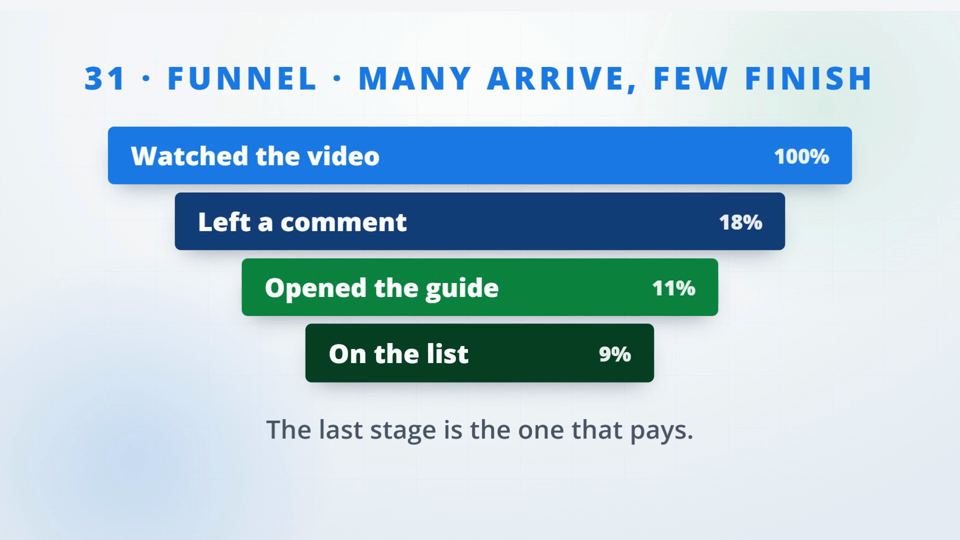 31 · FUNNEL · MANY ARRIVE, FEW FINISH
Watched the video 100%
Left a comment 18%
Opened the guide 11%
On the list 9%
The last stage is the one that pays.